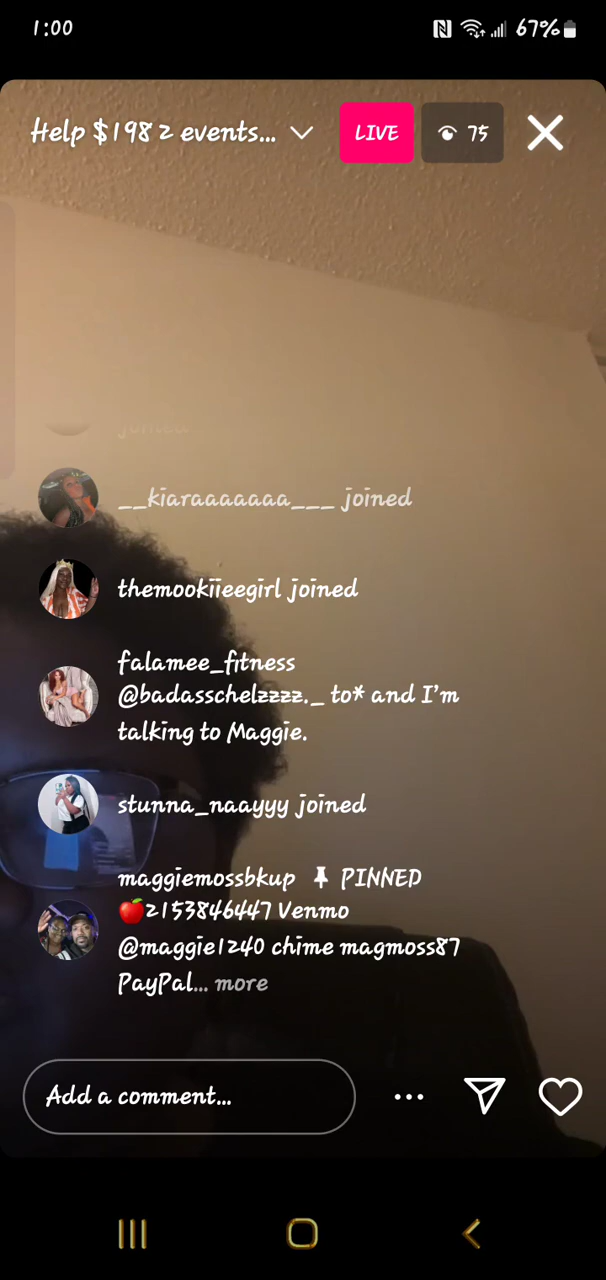 1:00
67%
Help $198 2 events...
LIVE
75
joined
__kiaraaaaaaa___ joined
themookiieegirl joined
falamee_fitness
@badasschelzzzz._ to* and I'm
talking to Maggie.
stunna_naayyy joined
maggiemossbkup 📌 PINNED
🍎2153846447 Venmo
@maggie1240 chime magmoss87
PayPal... more
Add a comment...